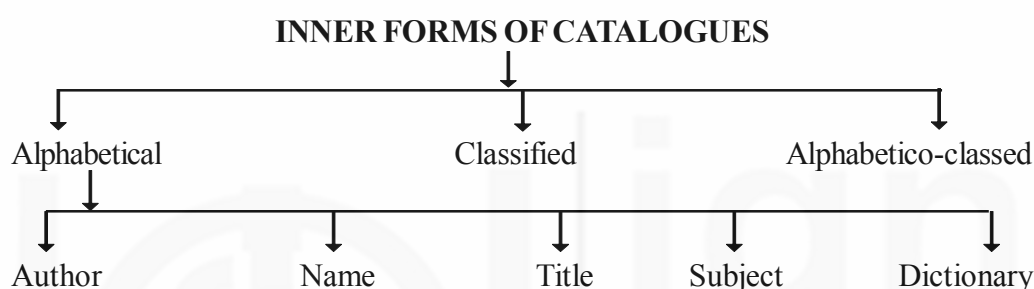 INNER FORMS OF CATALOGUES
Alphabetical Classified Alphabetico-classed
Author Name Title Subject Dictionary